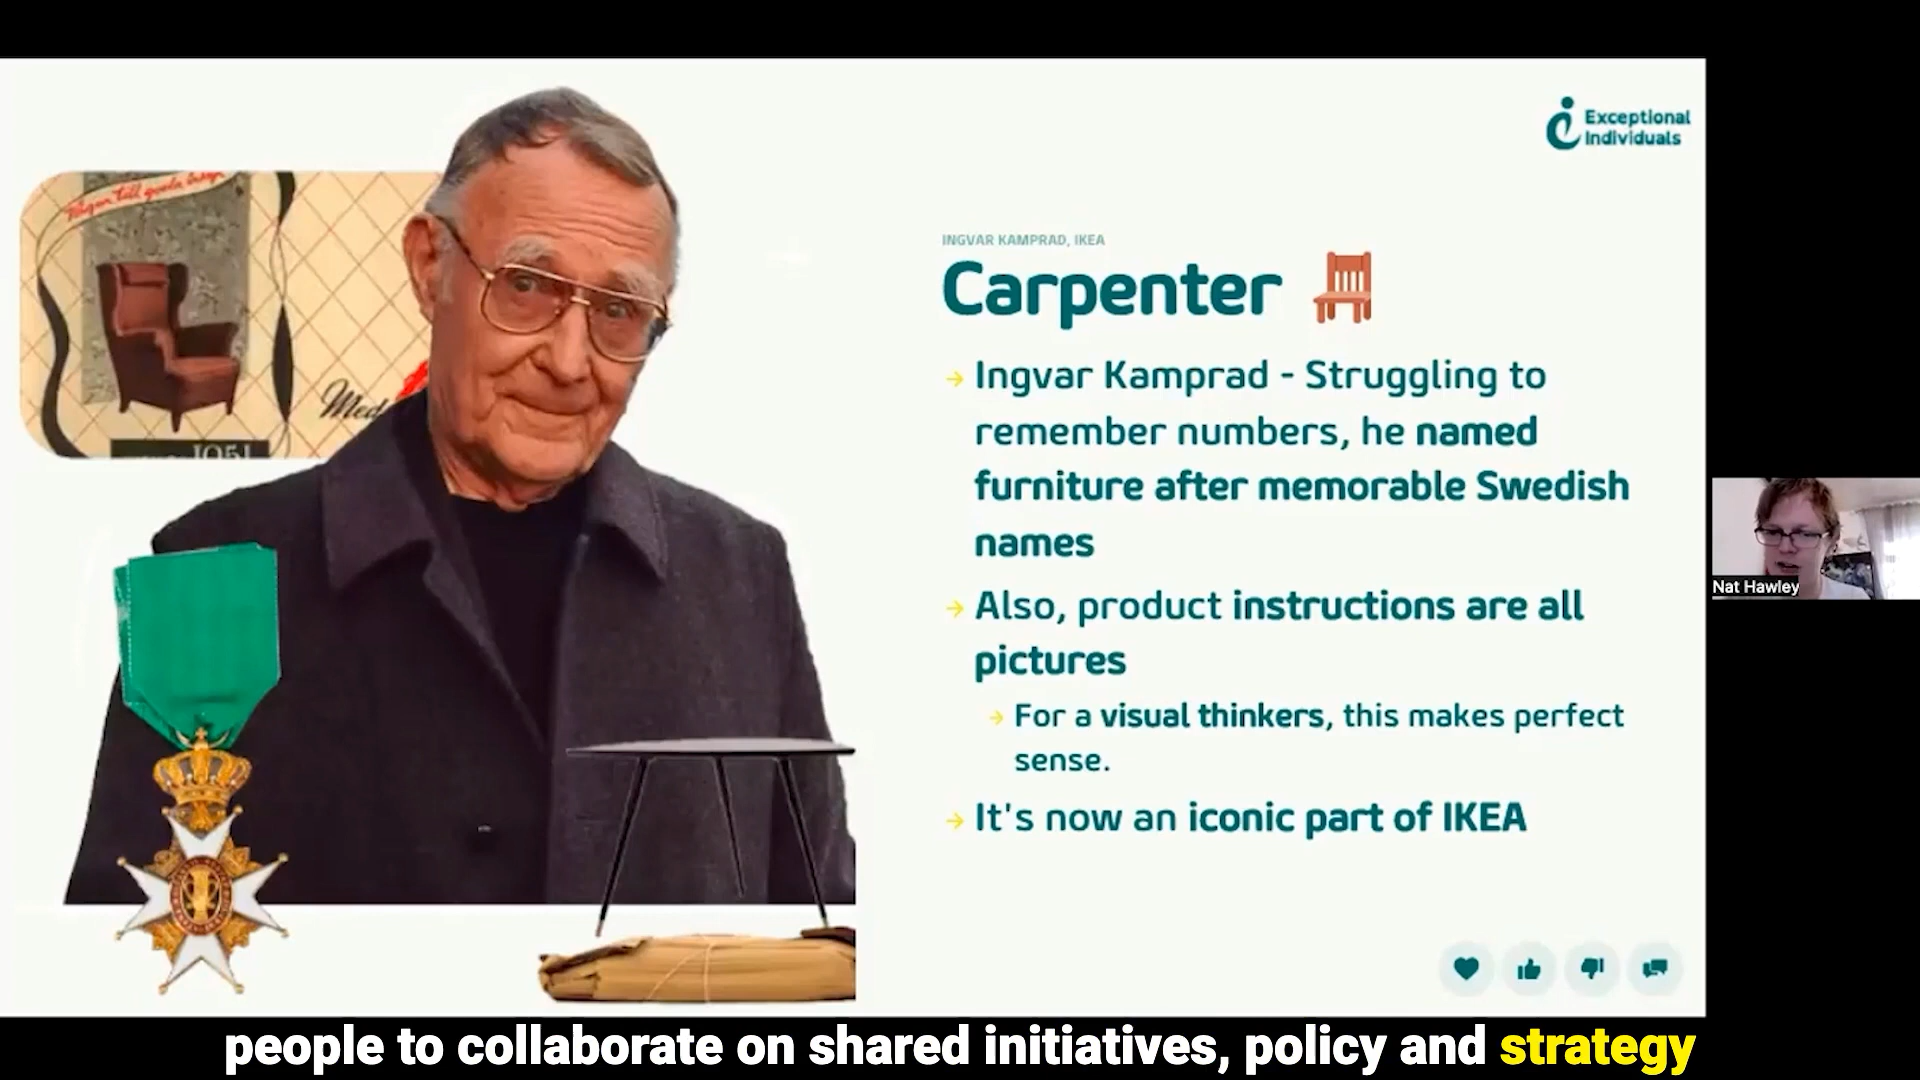 Exceptional
Individuals
INGVAR KAMPRAD, IKEA
Carpenter
Ingvar Kamprad - Struggling to
remember numbers, he named
furniture after memorable Swedish
names
Also, product instructions are all
pictures
For a visual thinkers, this makes perfect
sense.
It's now an iconic part of IKEA
Med
1951
Nat Hawley
people to collaborate on shared initiatives, policy and strategy